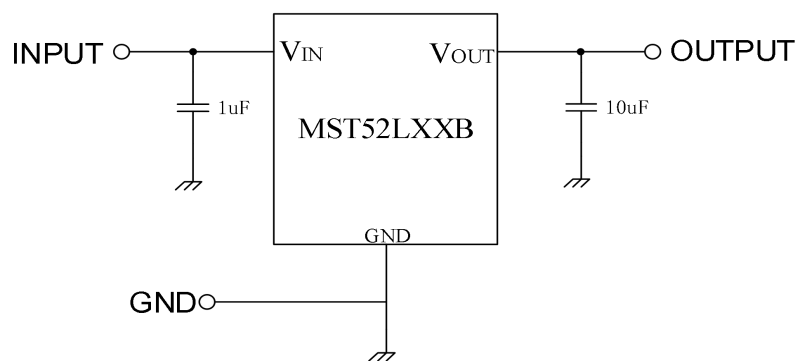 INPUT
VIN
VOUT
OUTPUT
1uF
10uF
MST52LXXB
GND
GND